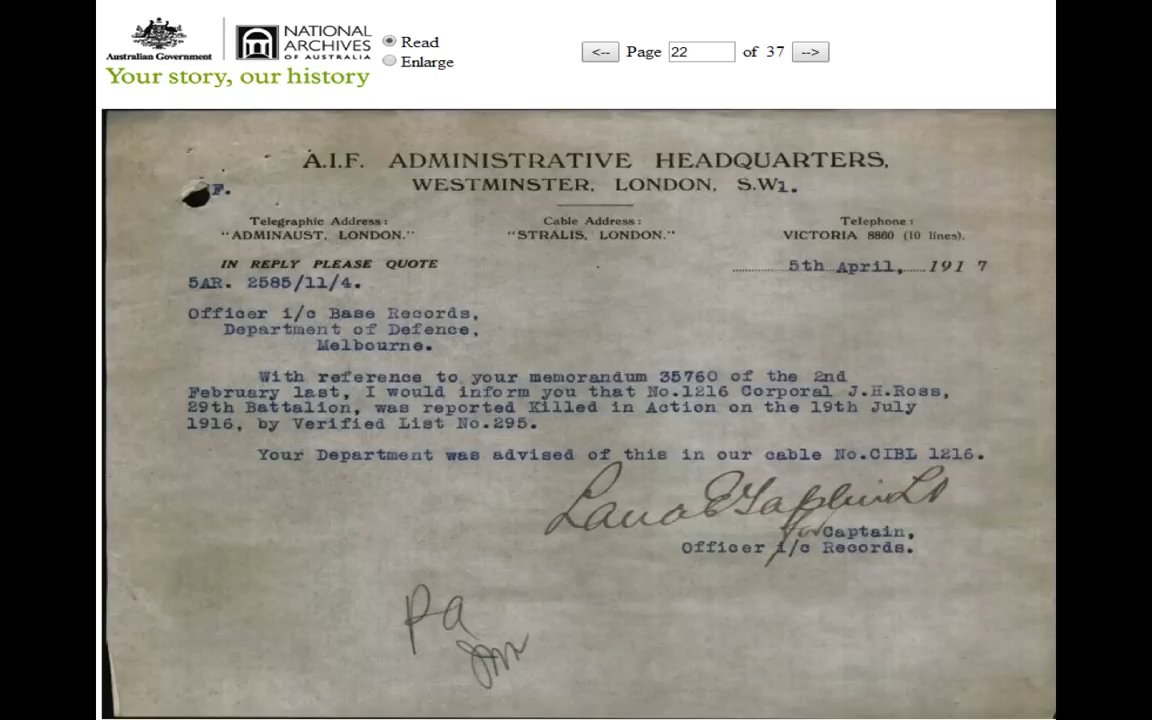 Australian Government
NATIONAL
ARCHIVES
OF AUSTRALIA
Your story, our history
Read
Enlarge
<-- Page 22 of 37 -->
A.I.F. ADMINISTRATIVE HEADQUARTERS,
F.
WESTMINSTER, LONDON, S.W1.
Telegraphic Address: Cable Address: Telephone:
"ADMINAUST, LONDON." "STRALIS, LONDON." VICTORIA 8860 (10 lines).
IN REPLY PLEASE QUOTE
5th April, 1917
5AR. 2585/11/4.
Officer i/c Base Records,
Department of Defence,
Melbourne.
With reference to your memorandum 35760 of the 2nd
February last, I would inform you that No.1216 Corporal J.H.Ross,
29th Battalion, was reported Killed in Action on the 19th July
1916, by Verified List No.295.
Your Department was advised of this in our cable No.CIBL 1216.
for Captain,
Officer i/c Records.